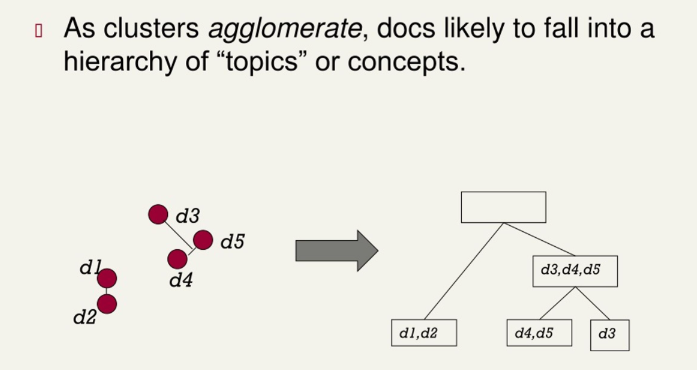 As clusters agglomerate, docs likely to fall into a
hierarchy of “topics” or concepts.
d3
d5
d1
d4
d2
d3,d4,d5
d1,d2
d4,d5
d3